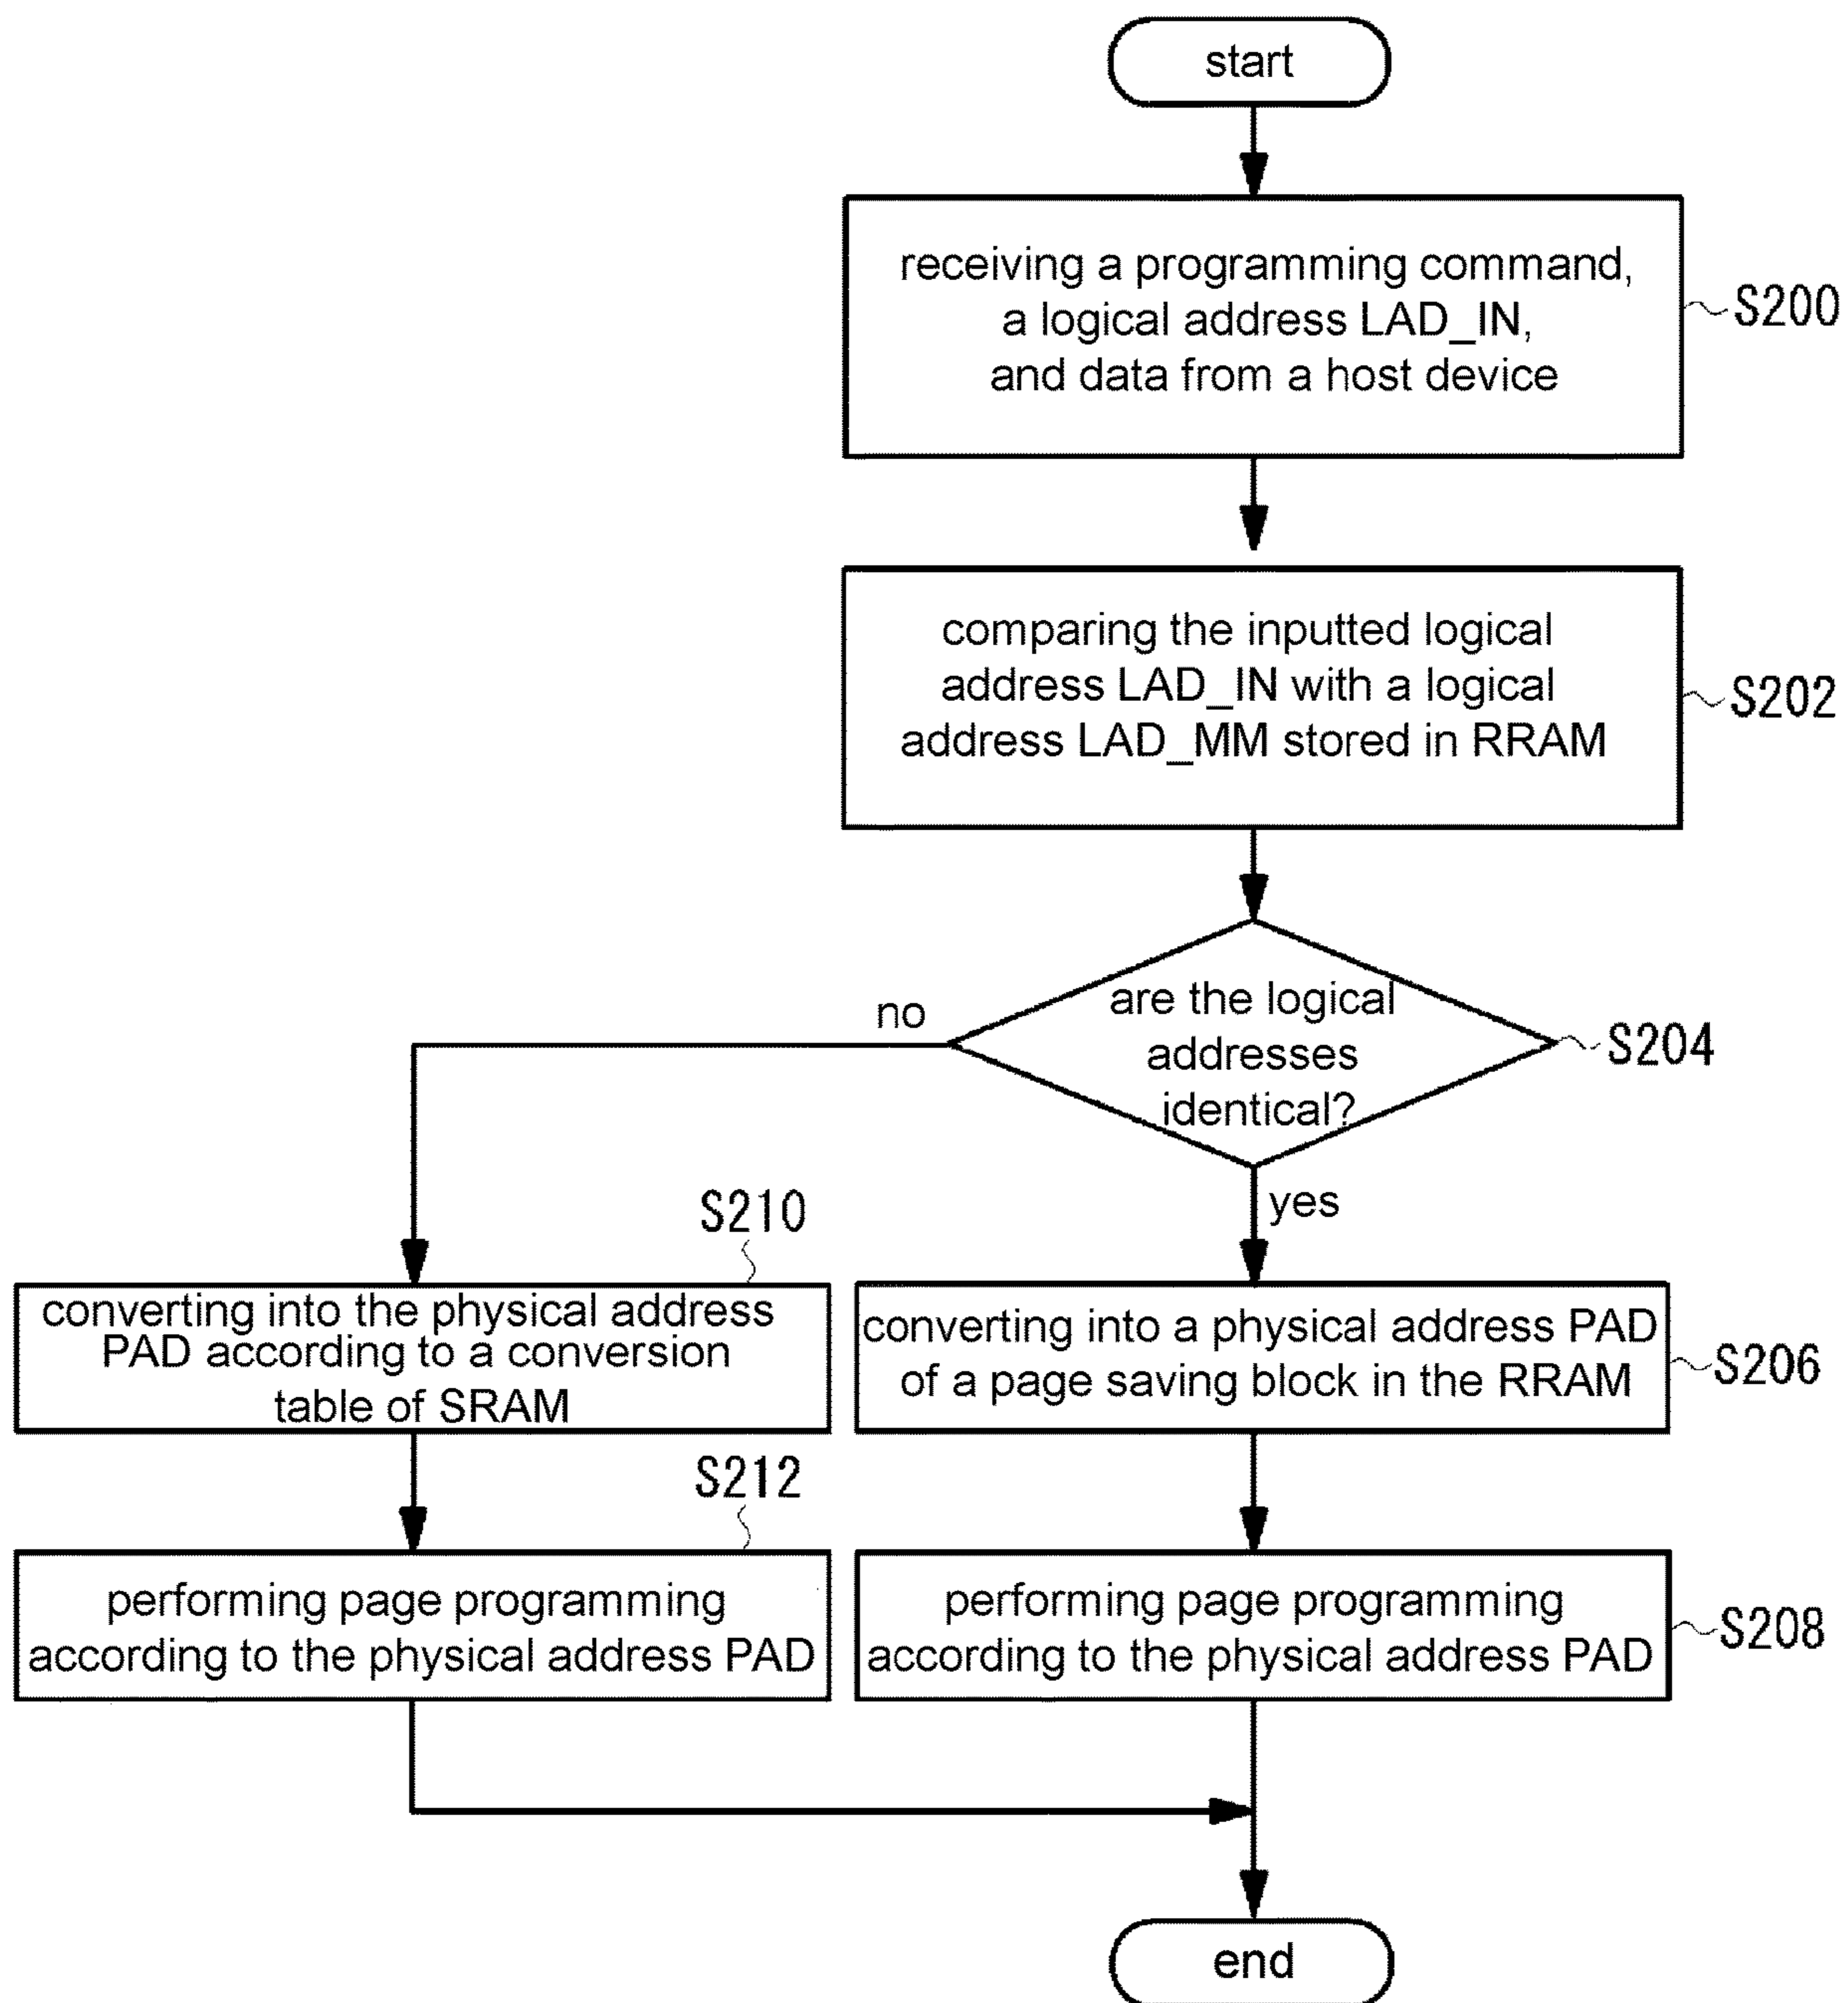 start
receiving a programming command,
a logical address LAD_IN,
and data from a host device
S200
comparing the inputted logical
address LAD_IN with a logical
address LAD_MM stored in RRAM
S202
are the logical
addresses
identical?
S204
no
yes
S210
converting into the physical address
PAD according to a conversion
table of SRAM
converting into a physical address PAD
of a page saving block in the RRAM
S206
S212
performing page programming
according to the physical address PAD
performing page programming
according to the physical address PAD
S208
end